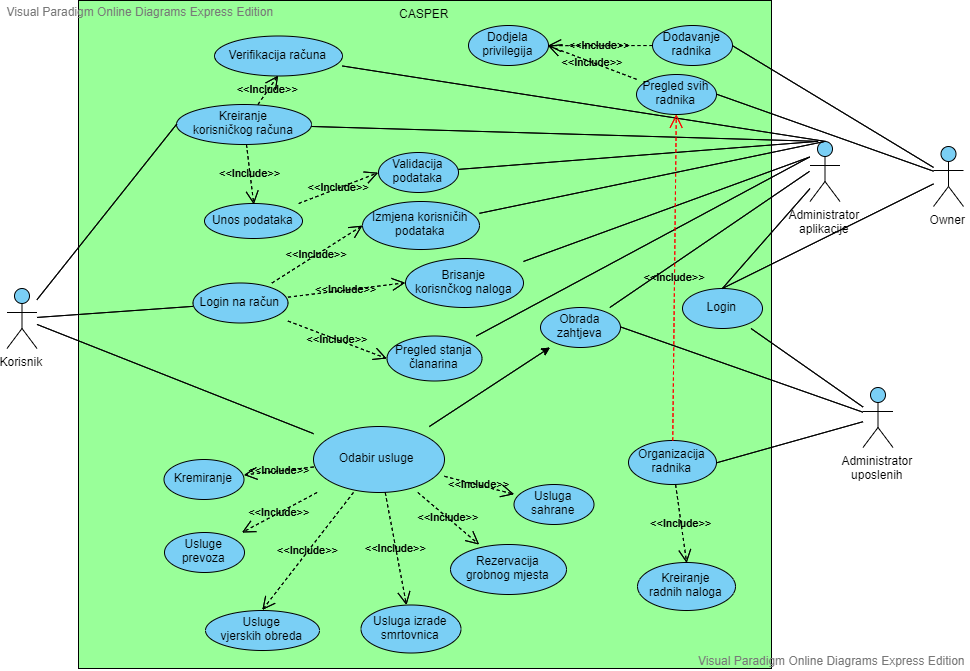 Visual Paradigm Online Diagrams Express Edition
CASPER
Verifikacija računa
Dodjela
privilegija
<<Include>>
Dodavanje
radnika
<<Include>>
Pregled svih
radnika
<<Include>>
Kreiranje
korisničkog računa
<<Include>>
Validacija
podataka
<<Include>>
Unos podataka
Izmjena korisničih
podataka
Administrator
aplikacije
Owner
<<Include>>
Brisanje
korisnčkog naloga
<<Include>>
<<Include>>
Login na račun
Login
Obrada
zahtjeva
<<Include>>
Pregled stanja
članarina
Korisnik
Odabir usluge
Organizacija
radnika
Administrator
uposlenih
Kremiranje
<<Include>>
<<Include>>
Usluga
sahrane
<<Include>>
<<Include>>
<<Include>>
Usluge
prevoza
<<Include>>
<<Include>>
Rezervacija
grobnog mjesta
Kreiranje
radnih naloga
Usluge
vjerskih obreda
Usluga izrade
smrtovnica
Visual Paradigm Online Diagrams Express Edition